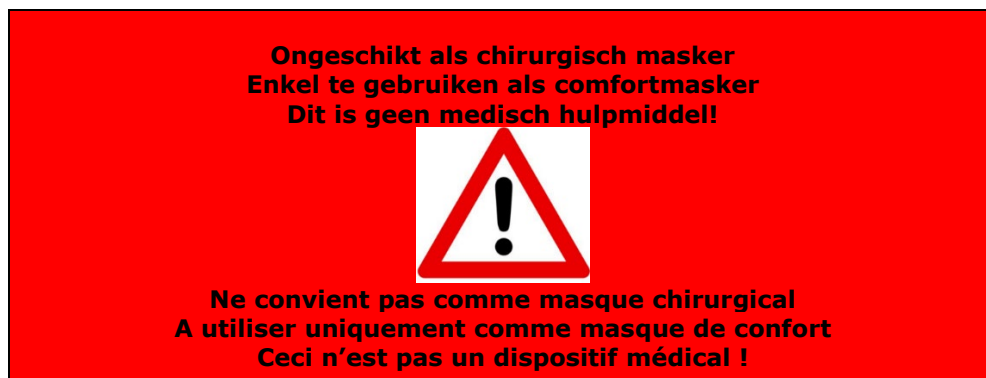 Ongeschikt als chirurgisch masker
Enkel te gebruiken als comfortmasker
Dit is geen medisch hulpmiddel!
Ne convient pas comme masque chirurgical
A utiliser uniquement comme masque de confort
Ceci n’est pas un dispositif médical !